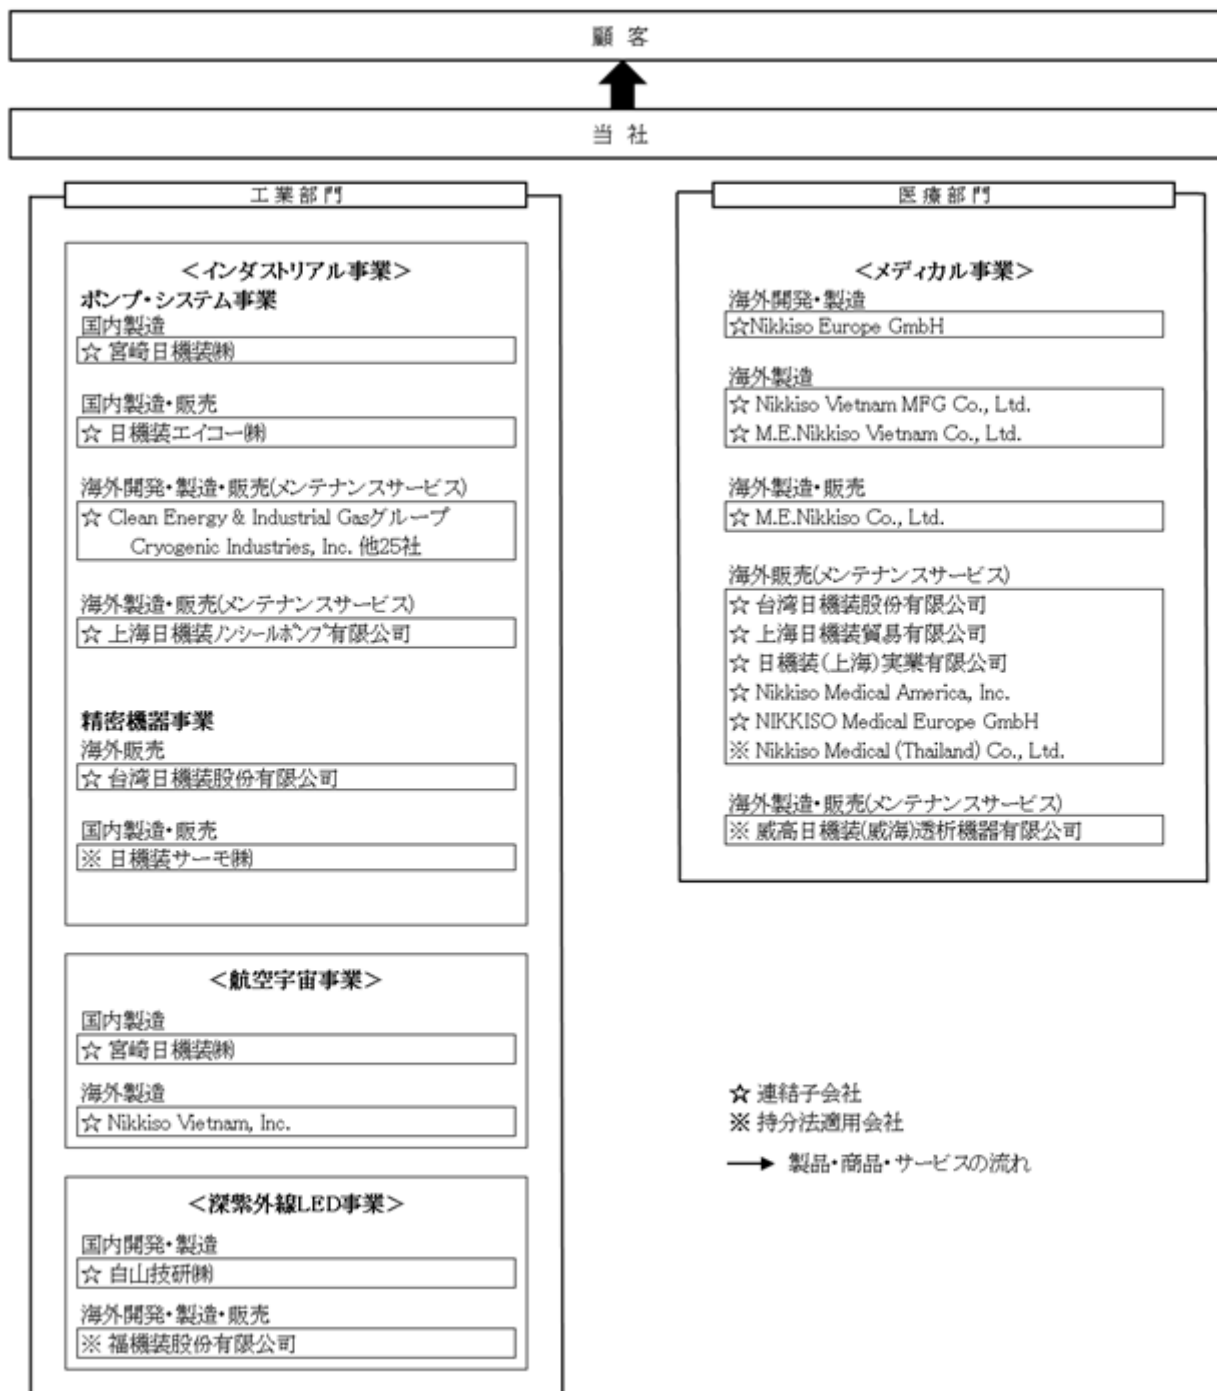 顧 客
当 社
工 業 部 門
＜インダストリアル事業＞
ポンプ・システム事業
国内製造
☆ 宮崎日機装㈱
国内製造・販売
☆ 日機装エイコー㈱
海外開発・製造・販売(メンテナンスサービス)
☆ Clean Energy & Industrial Gasグループ
Cryogenic Industries, Inc. 他25社
海外製造・販売(メンテナンスサービス)
☆ 上海日機装ﾉﾝｼｰﾙﾎﾟﾝﾌﾟ有限公司
精密機器事業
海外販売
☆ 台湾日機装股份有限公司
国内製造・販売
※ 日機装サーモ㈱
＜航空宇宙事業＞
国内製造
☆ 宮崎日機装㈱
海外製造
☆ Nikkiso Vietnam, Inc.
＜深紫外線LED事業＞
国内開発・製造
☆ 白山技研㈱
海外開発・製造・販売
※ 福機装股份有限公司
医 療 部 門
＜メディカル事業＞
海外開発・製造
☆Nikkiso Europe GmbH
海外製造
☆ Nikkiso Vietnam MFG Co., Ltd.
☆ M.E.Nikkiso Vietnam Co., Ltd.
海外製造・販売
☆ M.E.Nikkiso Co., Ltd.
海外販売(メンテナンスサービス)
☆ 台湾日機装股份有限公司
☆ 上海日機装貿易有限公司
☆ 日機装(上海)実業有限公司
☆ Nikkiso Medical America, Inc.
☆ NIKKISO Medical Europe GmbH
※ Nikkiso Medical (Thailand) Co., Ltd.
海外製造・販売(メンテナンスサービス)
※ 威高日機装(威海)透析機器有限公司
☆ 連結子会社
※ 持分法適用会社
→ 製品・商品・サービスの流れ